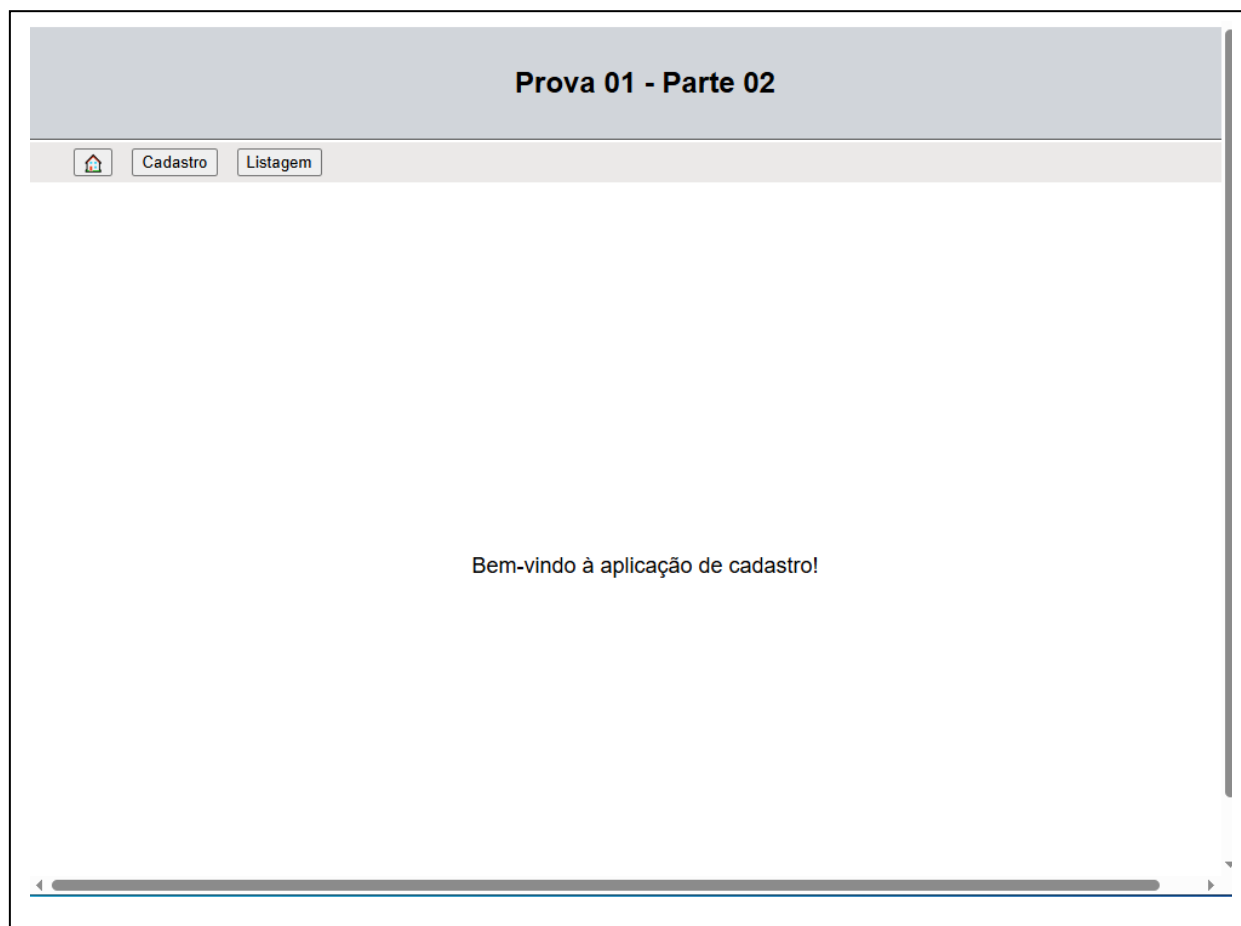 Prova 01 - Parte 02
Cadastro Listagem
Bem-vindo à aplicação de cadastro!